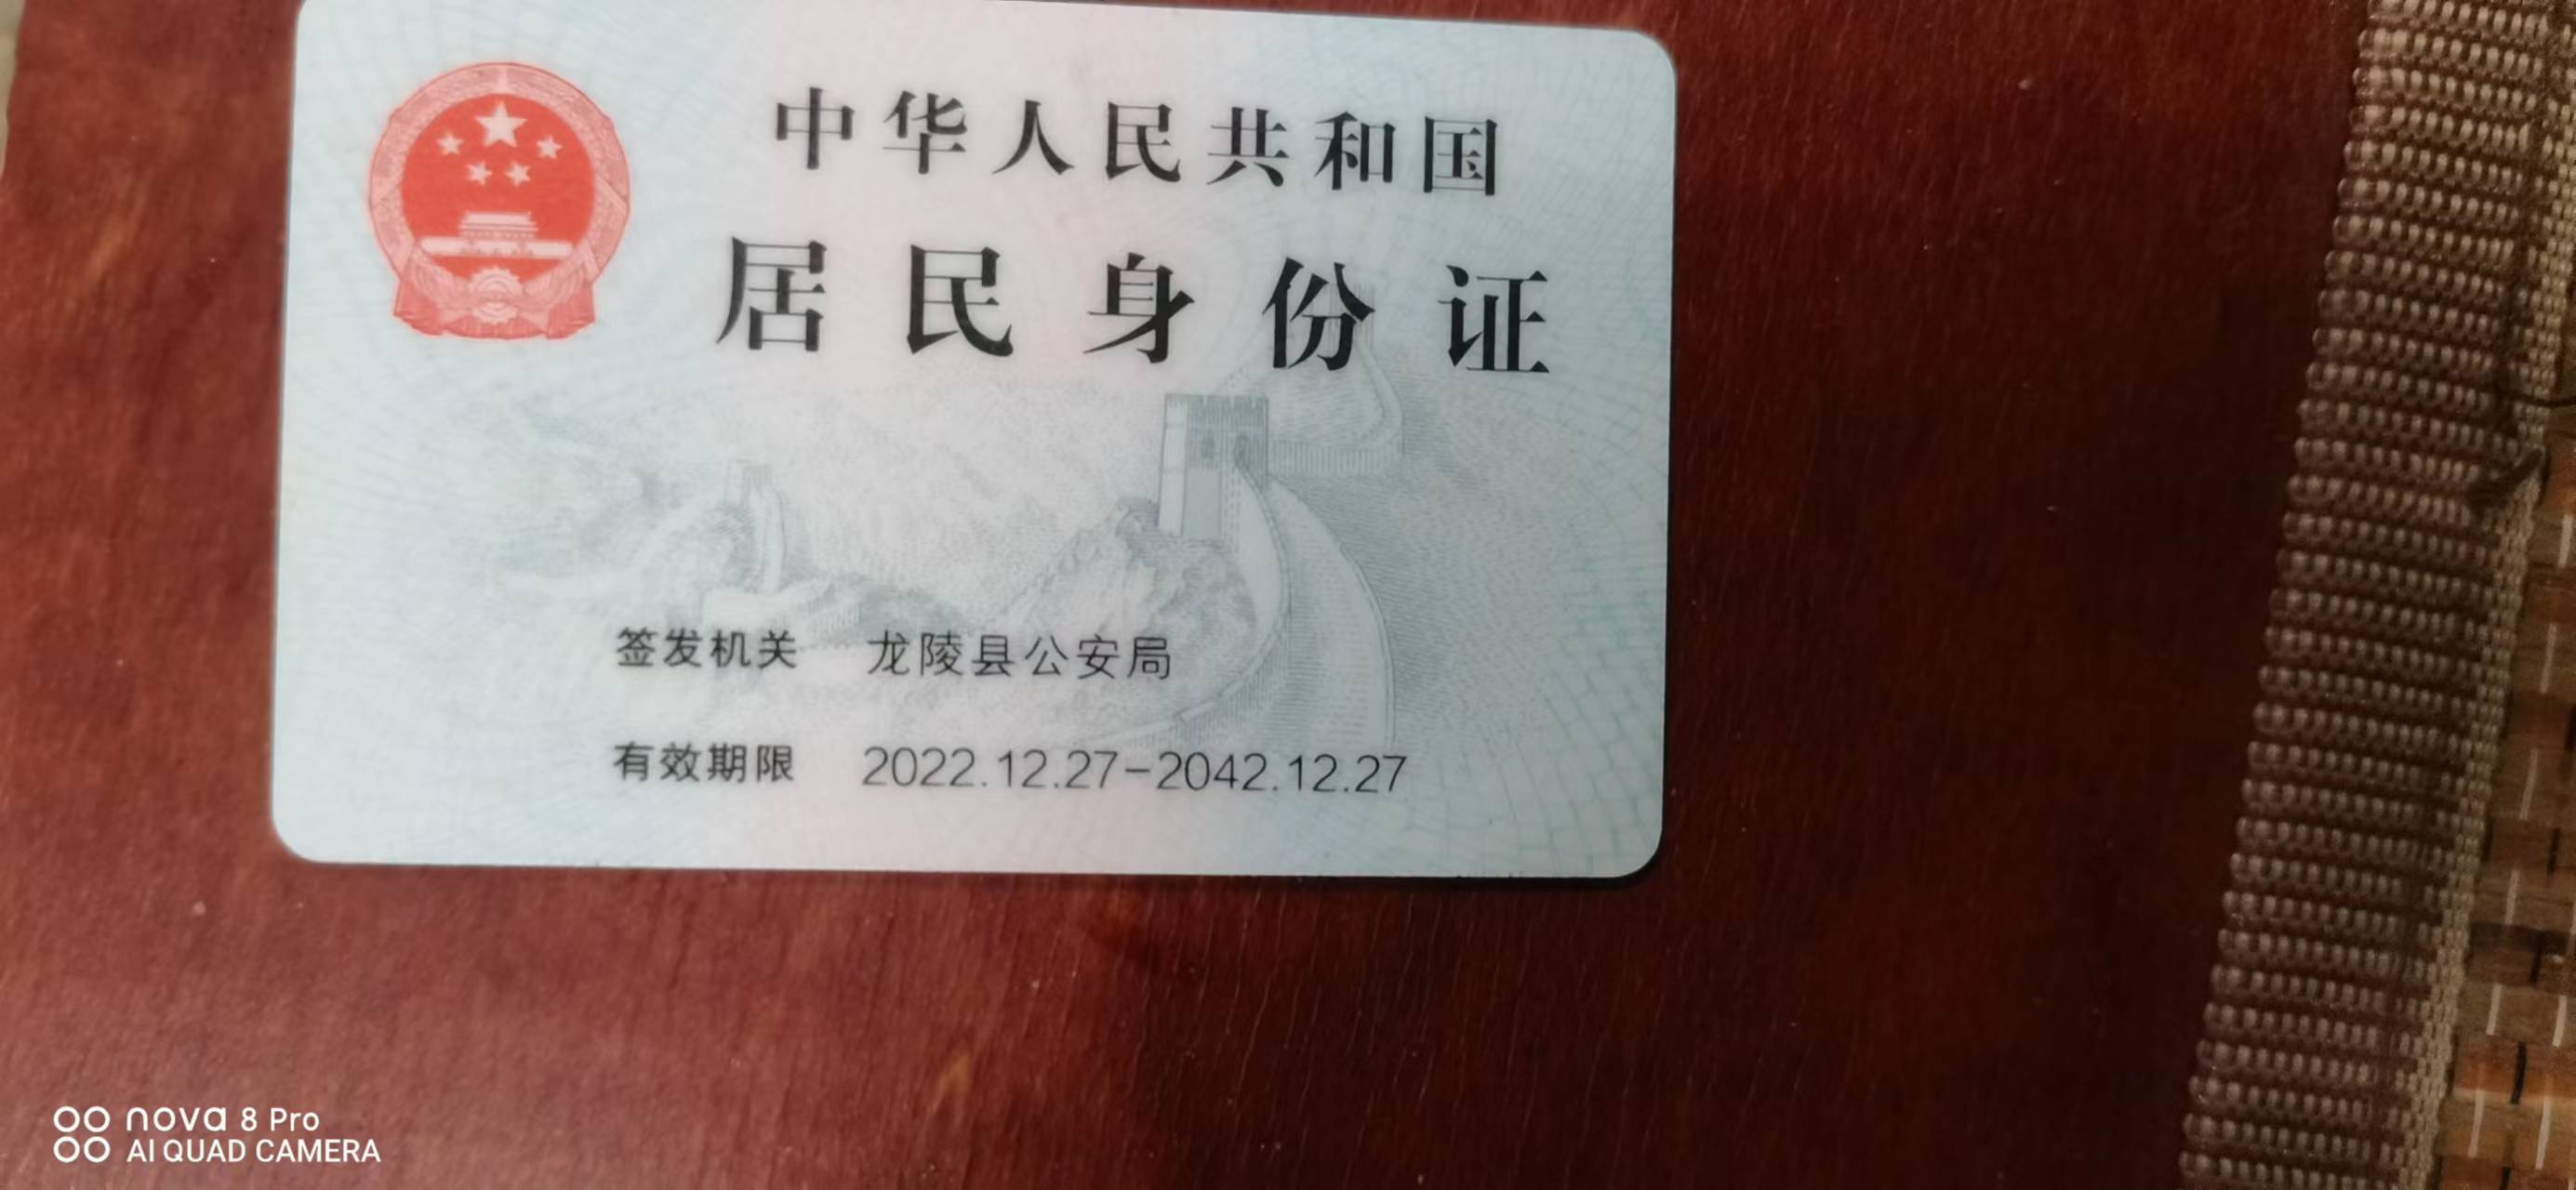 中华人民共和国
居民身份证
签发机关 龙陵县公安局
有效期限 2022.12.27-2042.12.27
nova 8 Pro
AI QUAD CAMERA